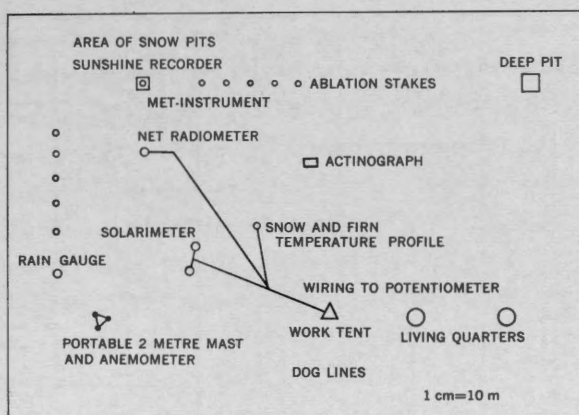 AREA OF SNOW PITS
SUNSHINE RECORDER
DEEP PIT
ABLATION STAKES
MET-INSTRUMENT
NET RADIOMETER
ACTINOGRAPH
SOLARIMETER
SNOW AND FIRN
TEMPERATURE PROFILE
RAIN GAUGE
WIRING TO POTENTIOMETER
WORK TENT
LIVING QUARTERS
PORTABLE 2 METRE MAST
AND ANEMOMETER
DOG LINES
1 cm=10 m